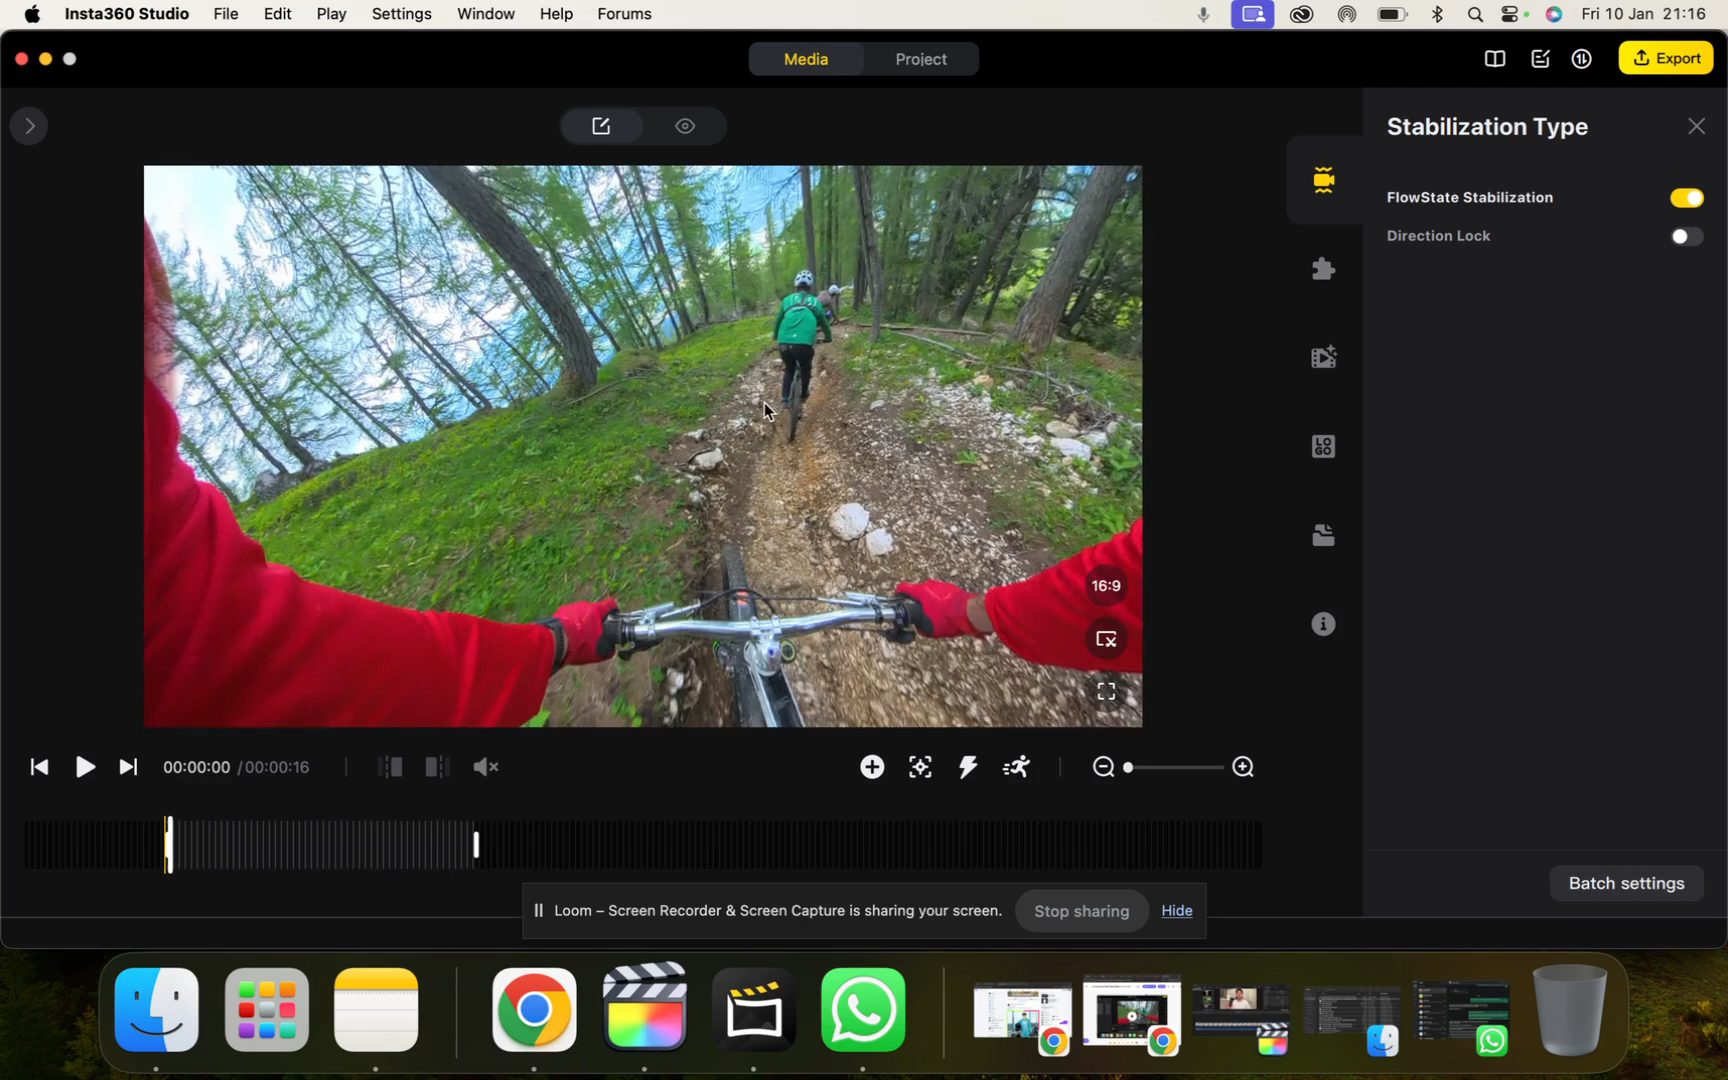 Insta360 Studio File Edit Play Settings Window Help Forums Fri 10 Jan 21:16
Media Project Export
Stabilization Type
FlowState Stabilization
Direction Lock
LOGO
16:9
00:00:00 /00:00:16
Batch settings
Loom – Screen Recorder & Screen Capture is sharing your screen. Stop sharing Hide